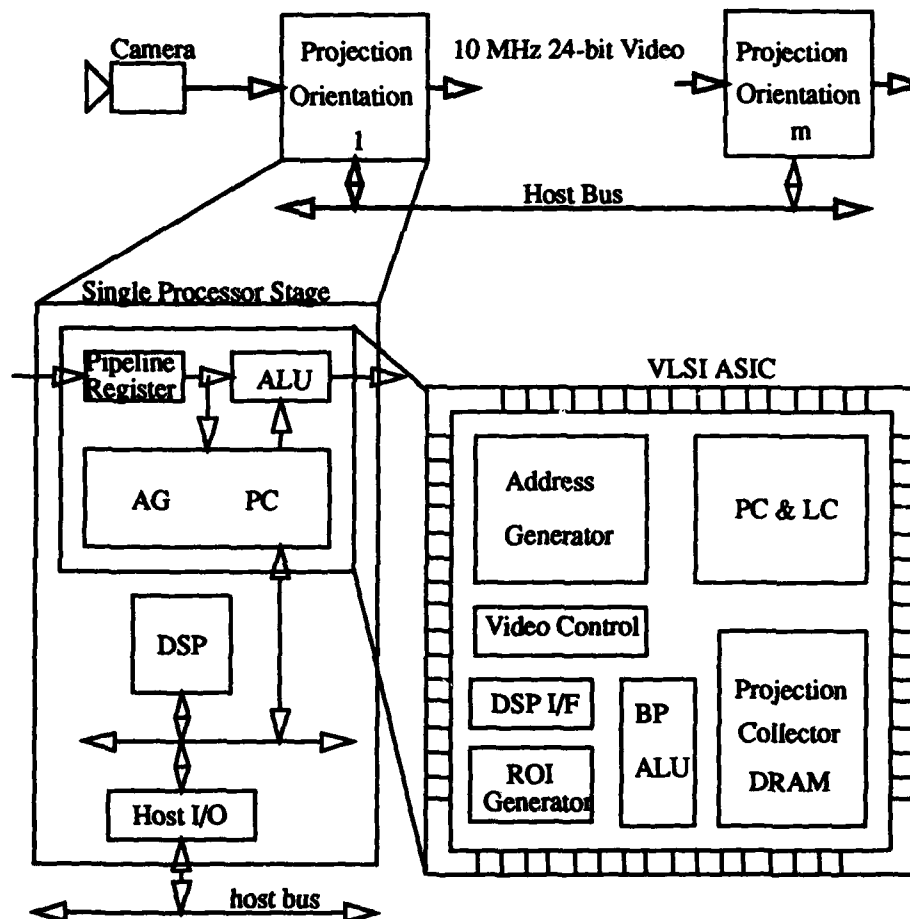 Camera
Projection
Orientation
1
10 MHz 24-bit Video
Projection
Orientation
m
Host Bus
Single Processor Stage
Pipeline
Register
ALU
AG PC
DSP
Host I/O
host bus
VLSI ASIC
Address
Generator
PC & LC
Video Control
DSP I/F
ROI
Generator
BP
ALU
Projection
Collector
DRAM